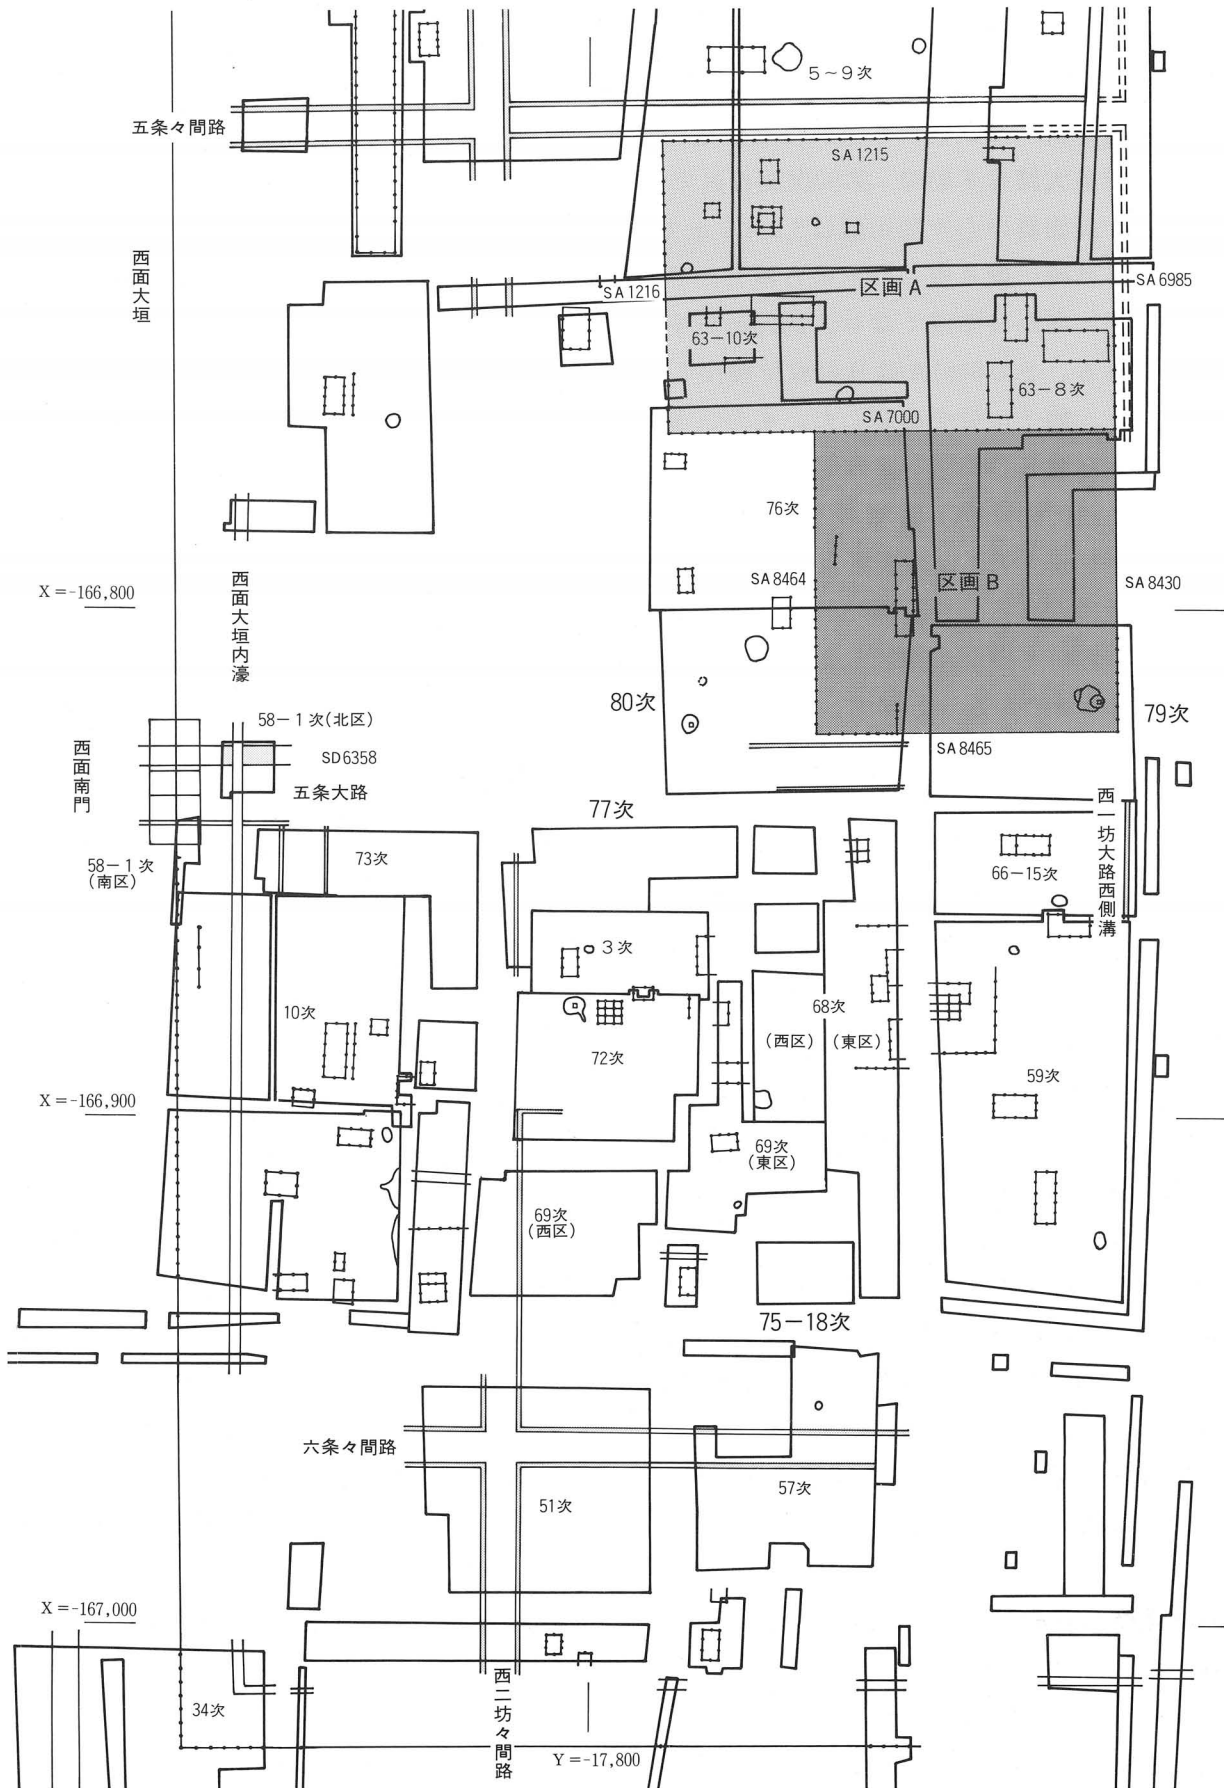 5~9次
五条々間路
SA1215
西面大垣
SA1216
区画A
SA6985
63-10次
63-8次
SA7000
76次
X=-166,800
西面大垣内濠
SA8464
区画B
SA8430
80次
79次
58-1次(北区)
西面南門
SD6358
SA8465
五条大路
77次
西一坊大路西側溝
58-1次
(南区)
73次
66-15次
3次
10次
68次
(西区)
(東区)
72次
59次
X=-166,900
69次
(東区)
69次
(西区)
75-18次
六条々間路
51次
57次
X=-167,000
34次
西二坊々間路
Y=-17,800